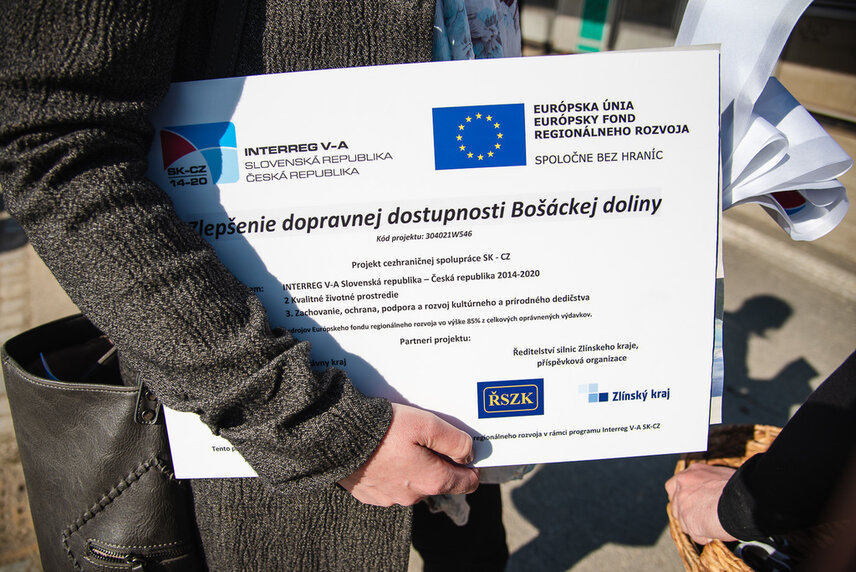 SK-CZ
14-20
INTERREG V-A
SLOVENSKÁ REPUBLIKA
ČESKÁ REPUBLIKA
EURÓPSKA ÚNIA
EURÓPSKY FOND
REGIONÁLNEHO ROZVOJA
SPOLOČNE BEZ HRANÍC
Zlepšenie dopravnej dostupnosti Bošáckej doliny
Kód projektu: 304021W546
Projekt cezhraničnej spolupráce SK - CZ
INTERREG V-A Slovenská republika – Česká republika 2014-2020
2 Kvalitné životné prostredie
3. Zachovanie, ochrana, podpora a rozvoj kultúrneho a prírodného dedičstva
zdrojov Európskeho fondu regionálneho rozvoja vo výške 85% z celkových oprávnených výdavkov.
Partneri projektu:
kraj
Ředitelství silnic Zlínského kraje,
příspěvková organizace
ŘSZK
Zlínský kraj
Tento
regionálneho rozvoja v rámci programu Interreg V-A SK-CZ